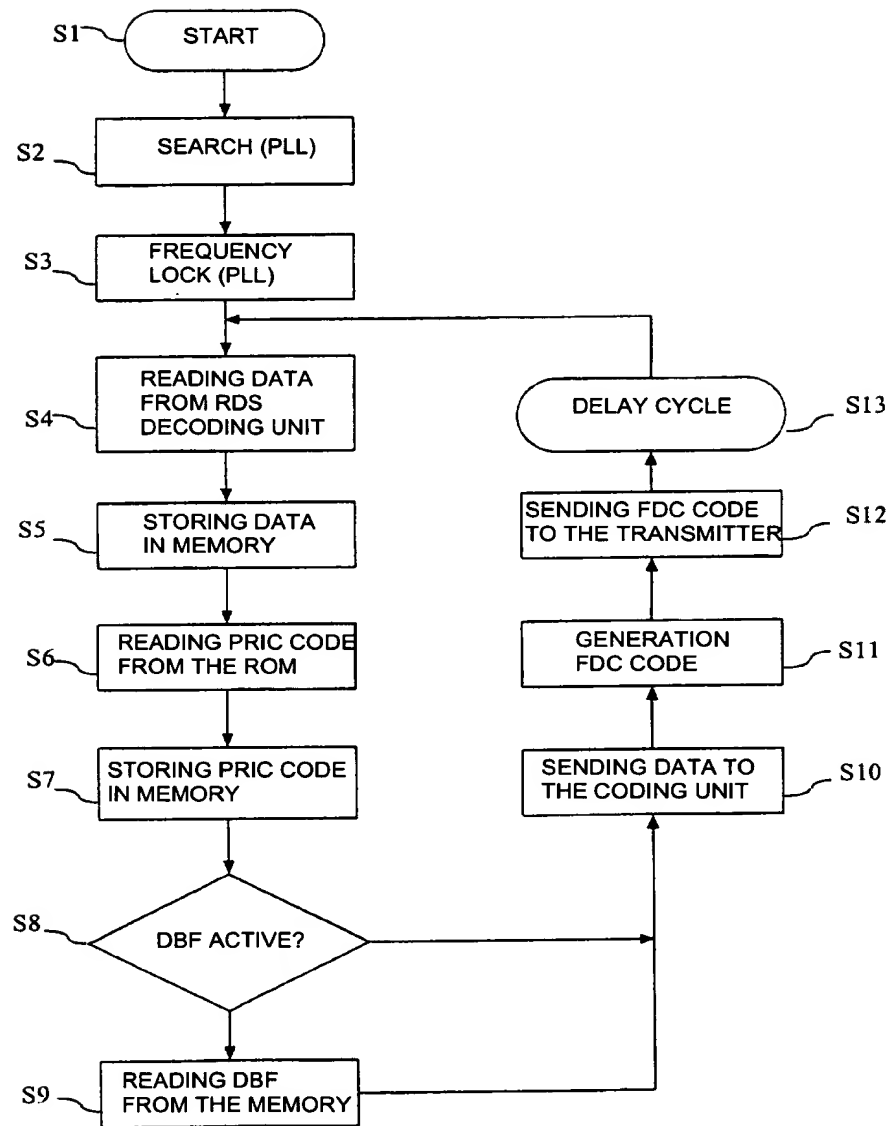 S1
START
S2
SEARCH (PLL)
S3
FREQUENCY
LOCK (PLL)
S4
READING DATA
FROM RDS
DECODING UNIT
S5
STORING DATA
IN MEMORY
S6
READING PRIC CODE
FROM THE ROM
S7
STORING PRIC CODE
IN MEMORY
S8
DBF ACTIVE?
S9
READING DBF
FROM THE MEMORY
SENDING DATA TO
THE CODING UNIT
S10
GENERATION
FDC CODE
S11
SENDING FDC CODE
TO THE TRANSMITTER
S12
DELAY CYCLE
S13